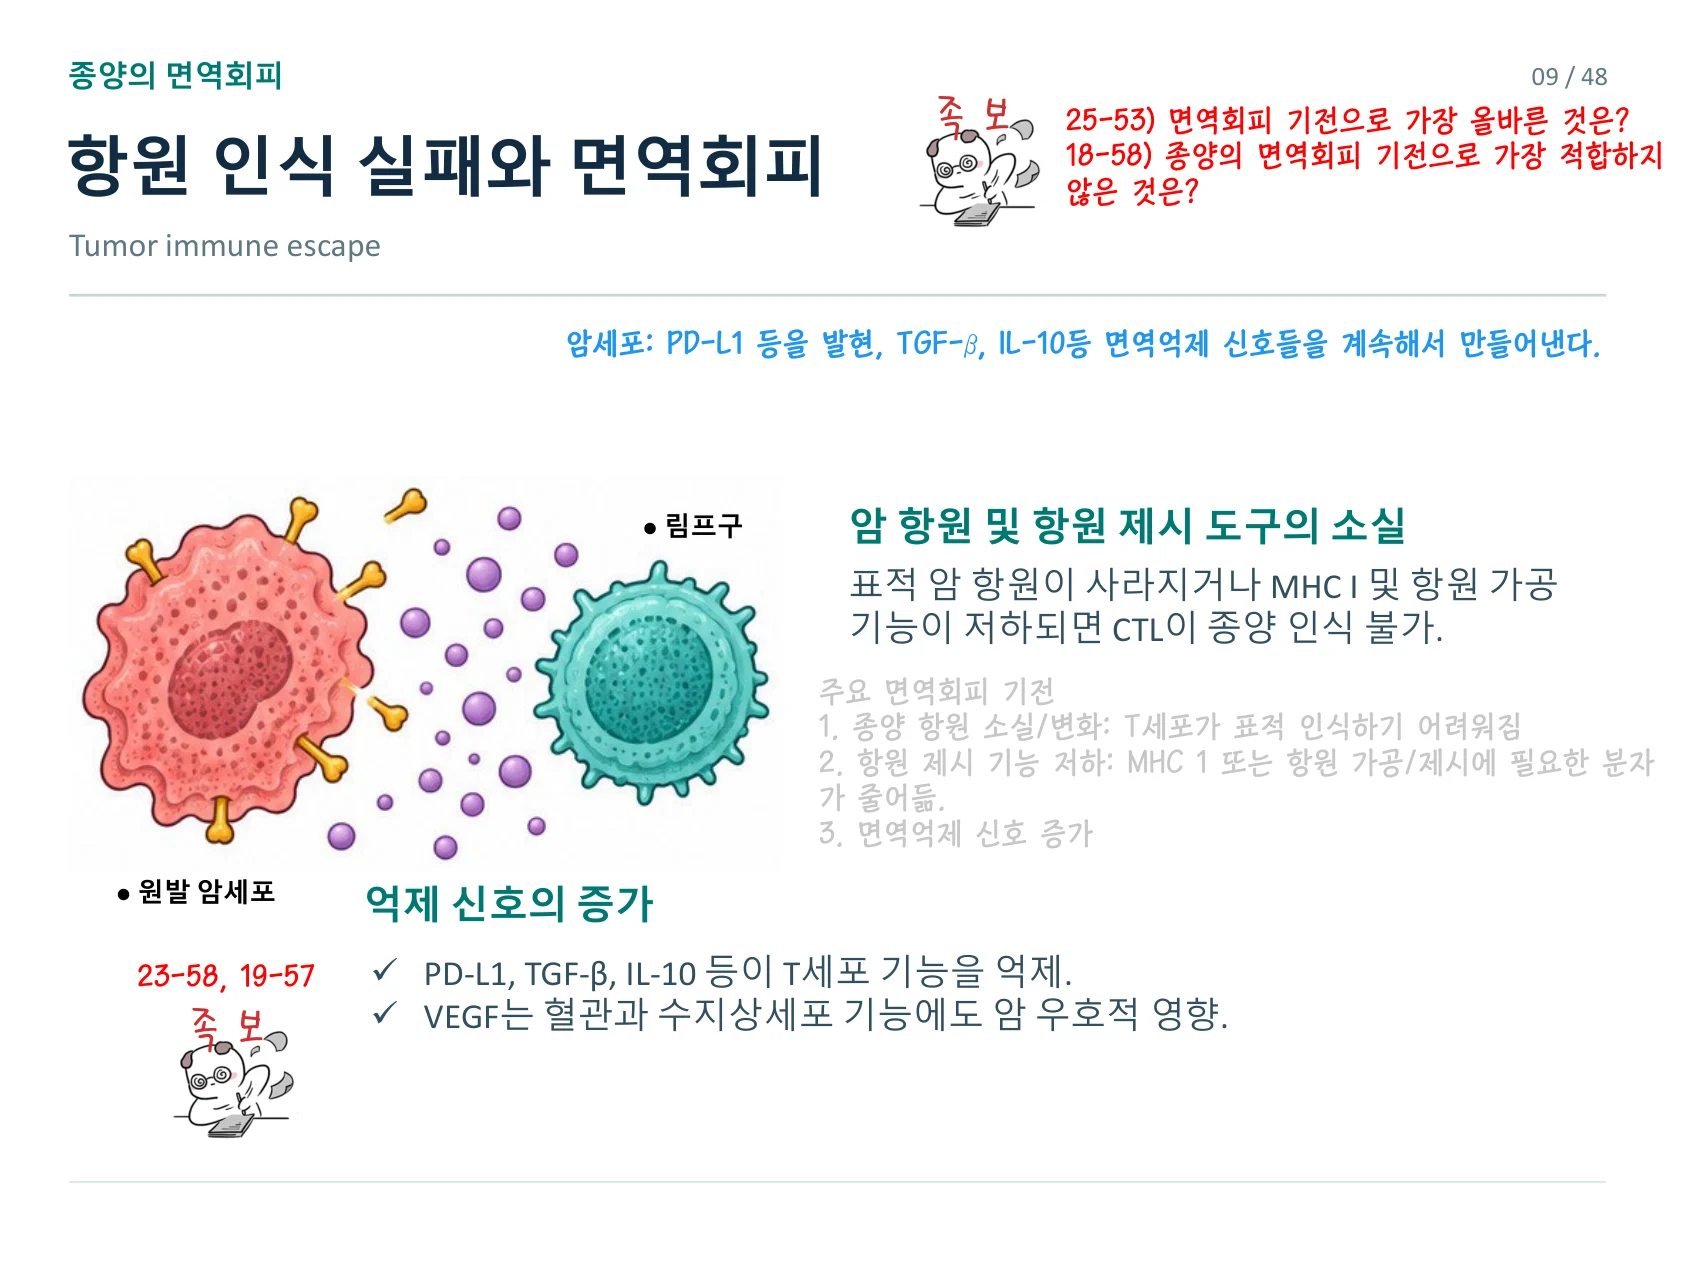 종양의 면역회피
09 / 48
항원 인식 실패와 면역회피
Tumor immune escape
족 보
25-53) 면역회피 기전으로 가장 올바른 것은?
18-58) 종양의 면역회피 기전으로 가장 적합하지
않은 것은?
암세포: PD-L1 등을 발현, TGF-β, IL-10등 면역억제 신호들을 계속해서 만들어낸다.
• 림프구
암 항원 및 항원 제시 도구의 소실
표적 암 항원이 사라지거나 MHC I 및 항원 가공
기능이 저하되면 CTL이 종양 인식 불가.
주요 면역회피 기전
1. 종양 항원 소실/변화: T세포가 표적 인식하기 어려워짐
2. 항원 제시 기능 저하: MHC 1 또는 항원 가공/제시에 필요한 분자
가 줄어듦.
3. 면역억제 신호 증가
• 원발 암세포
억제 신호의 증가
✓ PD-L1, TGF-β, IL-10 등이 T세포 기능을 억제.
✓ VEGF는 혈관과 수지상세포 기능에도 암 우호적 영향.
23-58, 19-57
족 보